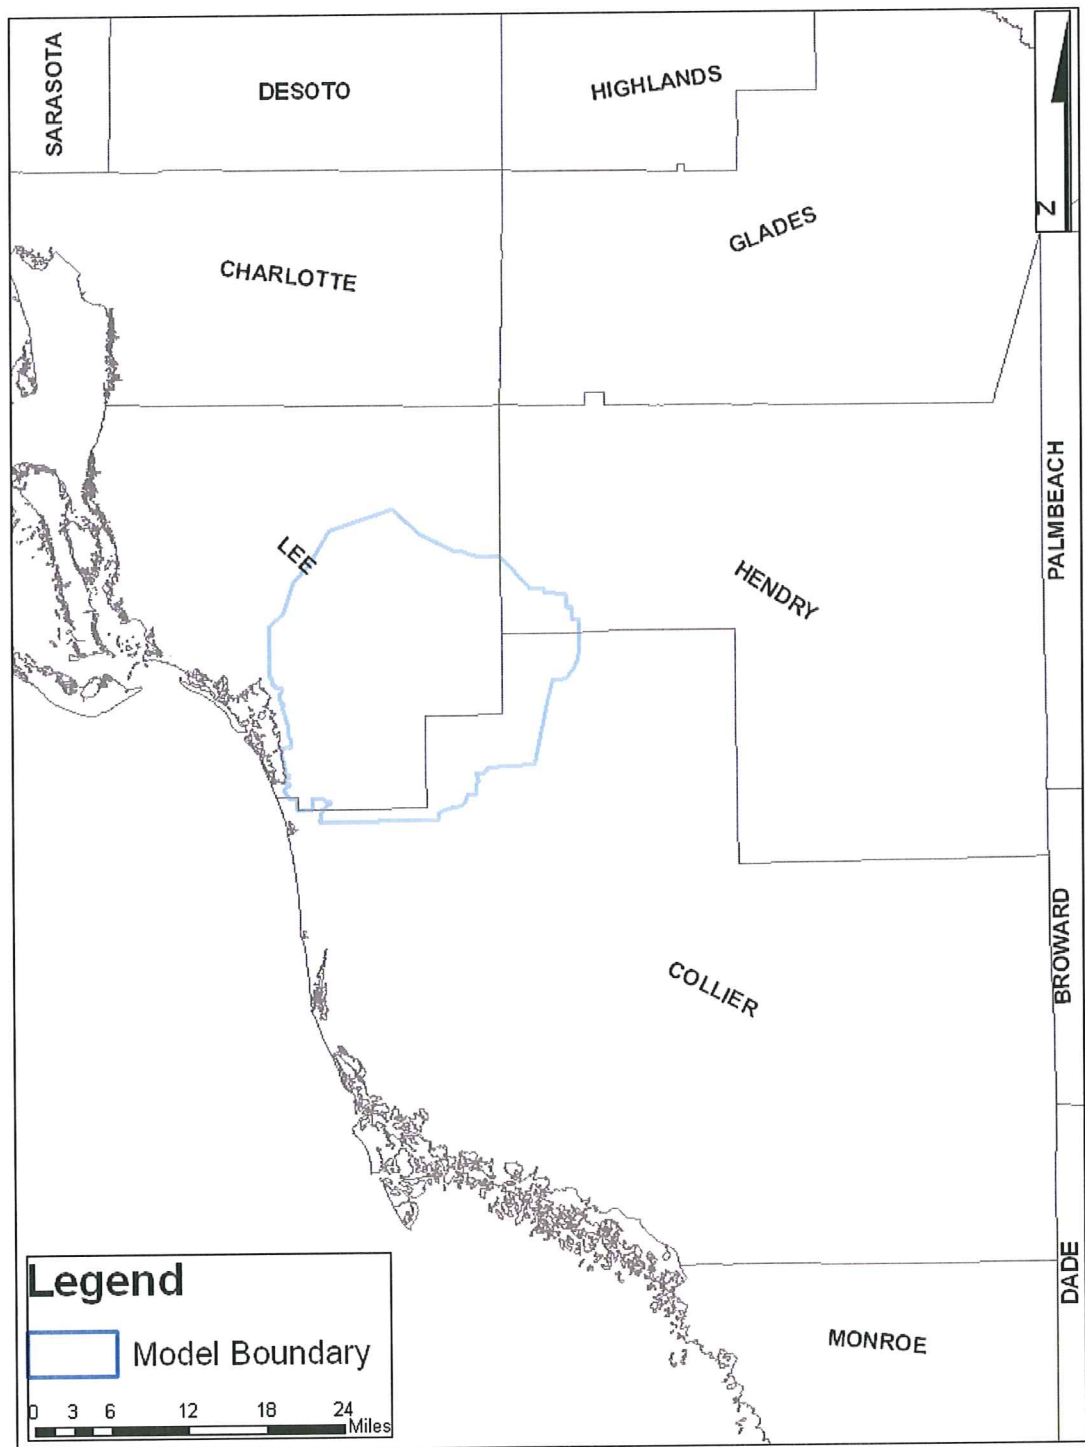 SARASOTA
DESOTO
HIGHLANDS
N
CHARLOTTE
GLADES
PALMBEACH
LEE
HENDRY
BROWARD
COLLIER
DADE
MONROE
Legend
Model Boundary
0 3 6 12 18 24
Miles